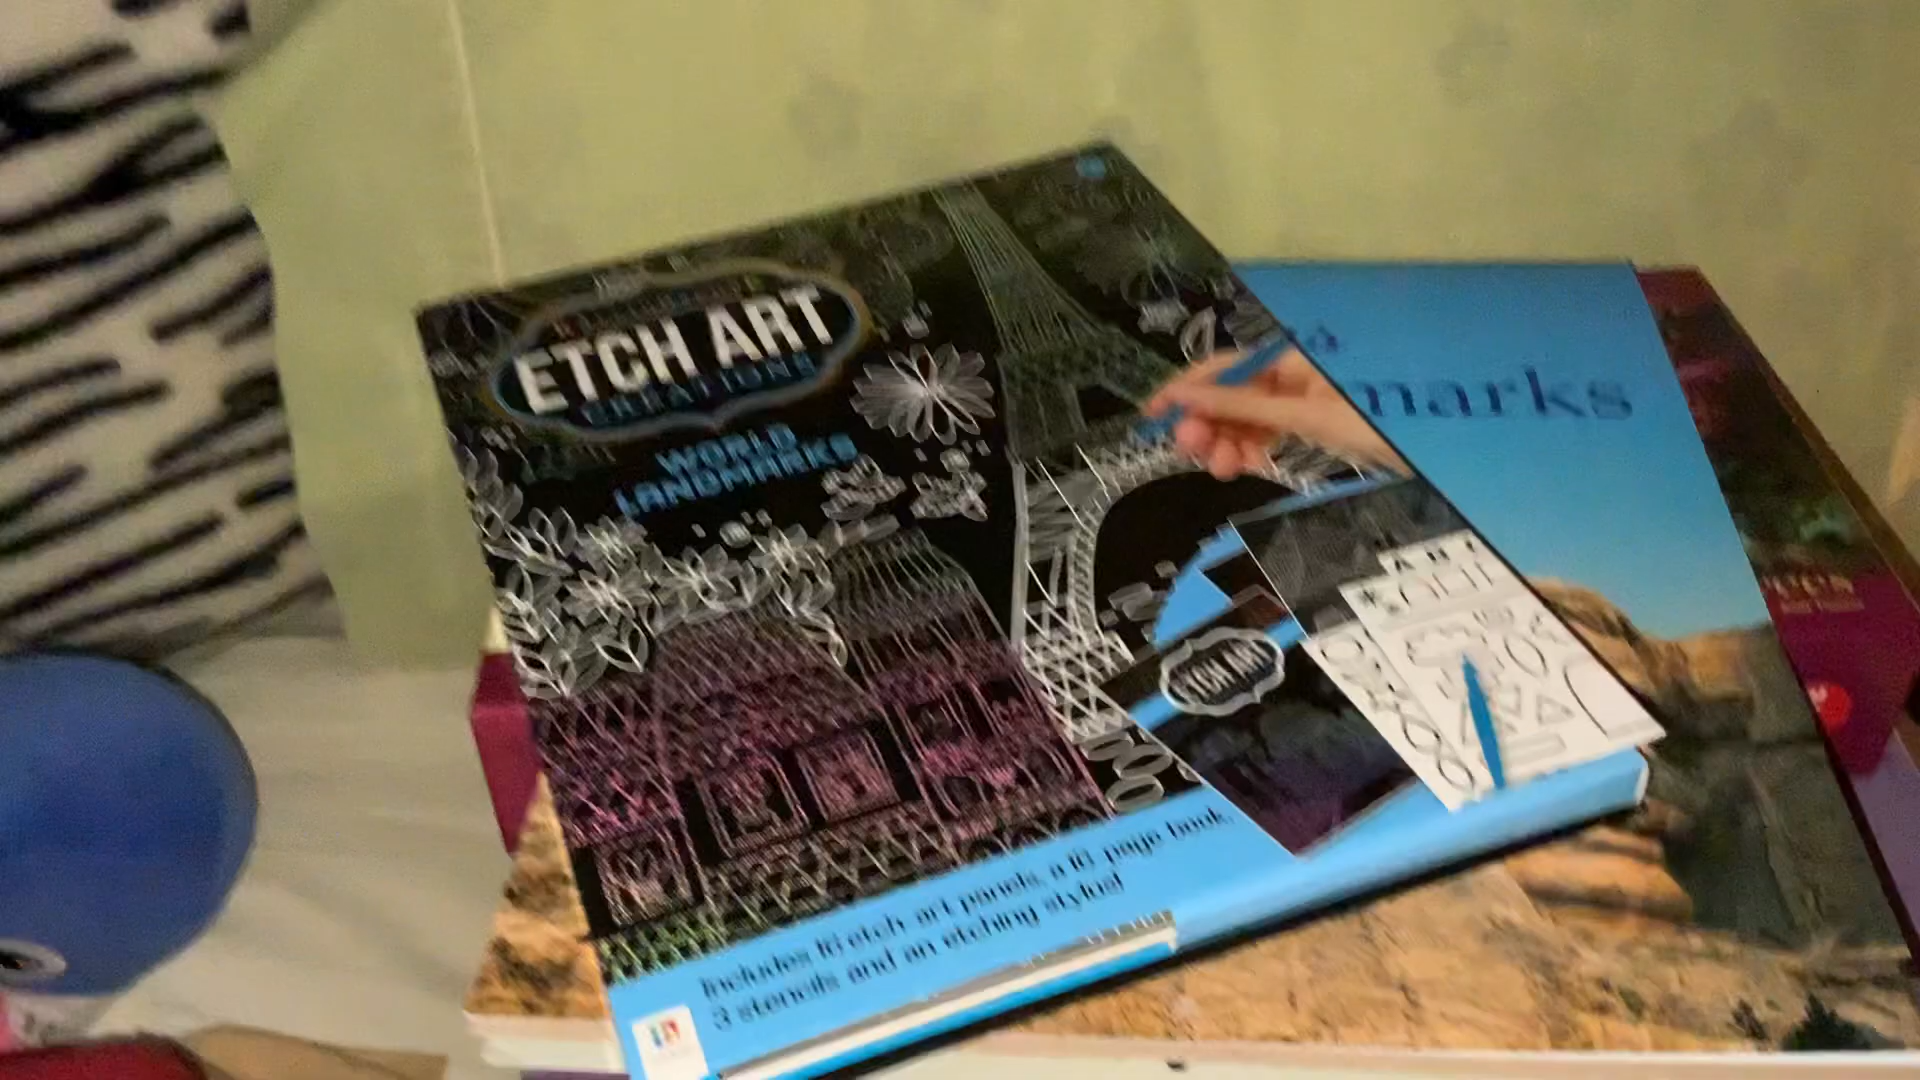 ETCH ART
CREATIONS
WORLD
LANDMARKS
ETCH ART
Includes 16 etch-art panels, a 16-page book,
3 stencils and an etching stylus!
marks